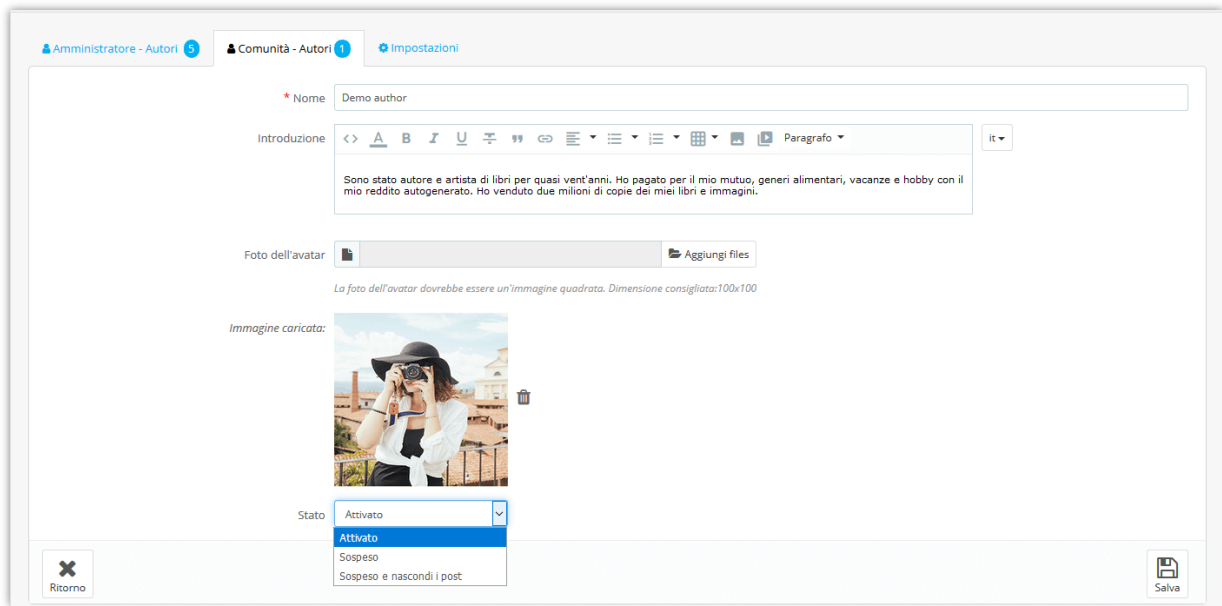 Amministratore - Autori 5
Comunità - Autori 1
Impostazioni
* Nome
Demo author
Introduzione
Paragrafo
it
Sono stato autore e artista di libri per quasi vent'anni. Ho pagato per il mio mutuo, generi alimentari, vacanze e hobby con il
mio reddito autogenerato. Ho venduto due milioni di copie dei miei libri e immagini.
Foto dell'avatar
Aggiungi files
La foto dell'avatar dovrebbe essere un'immagine quadrata. Dimensione consigliata:100x100
Immagine caricata:
Stato
Attivato
Attivato
Sospeso
Sospeso e nascondi i post
Ritorno
Salva